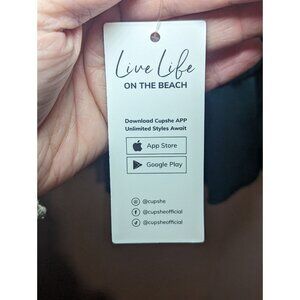 Live Life
ON THE BEACH
Download Cupshe APP
Unlimited Styles Await
App Store
Google Play
@cupshe
@cupsheofficial
@cupsheofficial